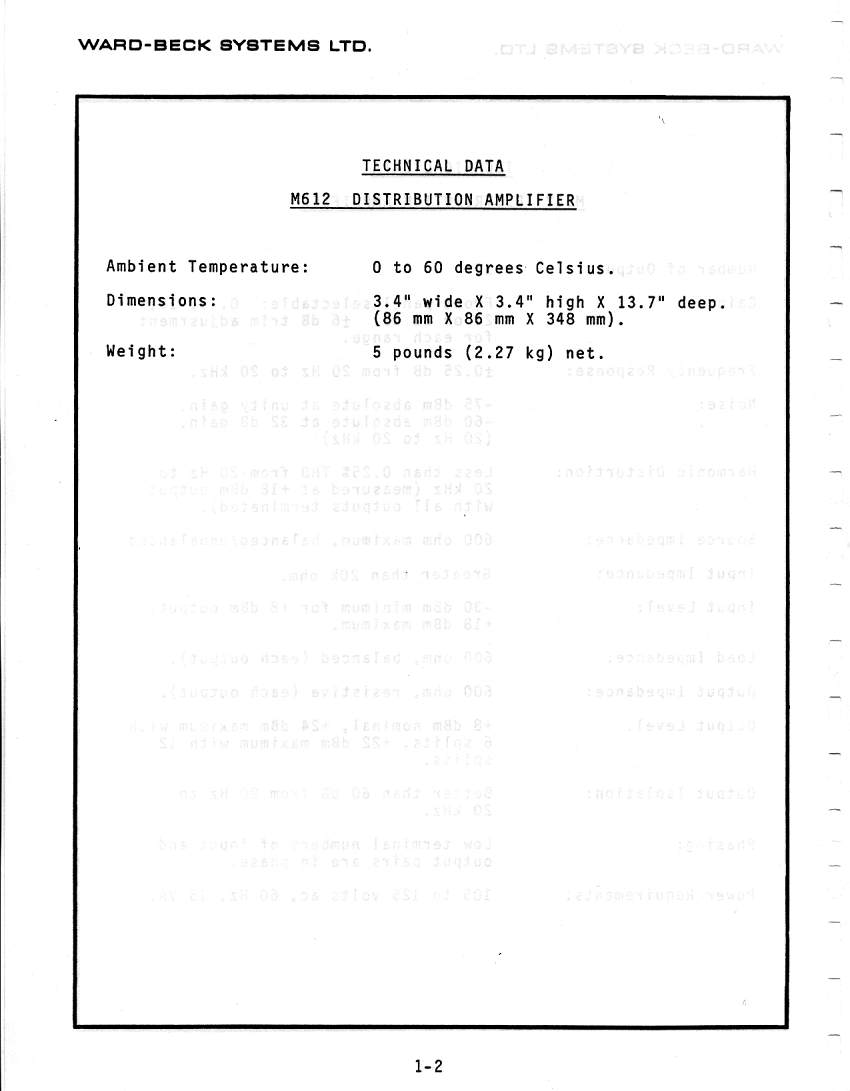 WARD-BECK SYSTEMS LTD.
TECHNICAL DATA
M612 DISTRIBUTION AMPLIFIER
Ambient Temperature: 0 to 60 degrees Celsius.
Dimensions: 3.4" wide X 3.4" high X 13.7" deep.
(86 mm X 86 mm X 348 mm).
Weight: 5 pounds (2.27 kg) net.
1-2